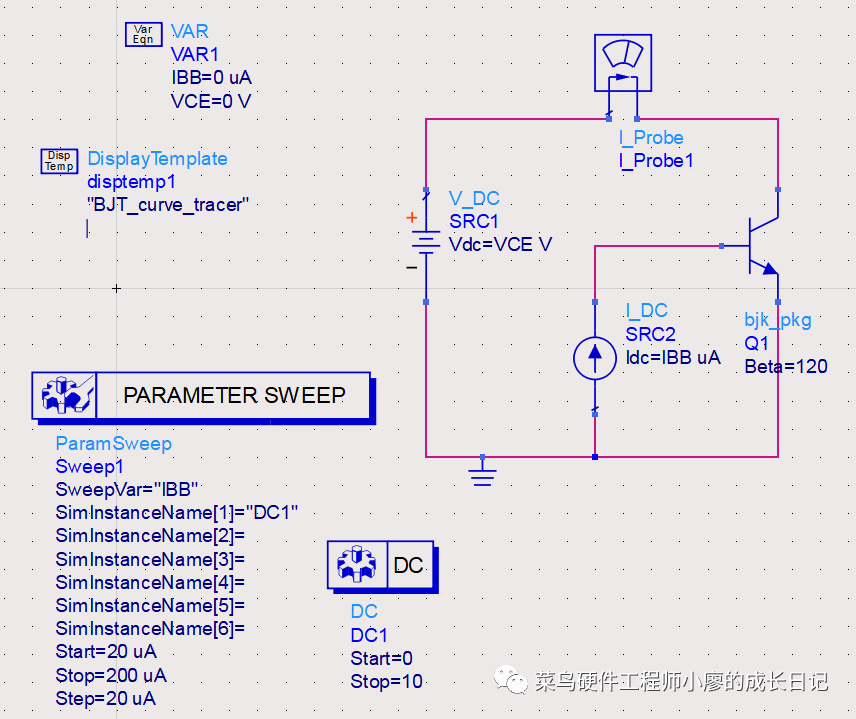 Var
Eqn
VAR
VAR1
IBB=0 uA
VCE=0 V
Disp
Temp
DisplayTemplate
disptemp1
"BJT_curve_tracer"
I_Probe
I_Probe1
+
V_DC
SRC1
Vdc=VCE V
−
I_DC
SRC2
Idc=IBB uA
bjk_pkg
Q1
Beta=120
PARAMETER SWEEP
ParamSweep
Sweep1
SweepVar="IBB"
SimInstanceName[1]="DC1"
SimInstanceName[2]=
SimInstanceName[3]=
SimInstanceName[4]=
SimInstanceName[5]=
SimInstanceName[6]=
Start=20 uA
Stop=200 uA
Step=20 uA
DC
DC
DC1
Start=0
Stop=10
菜鸟硬件工程师小廖的成长日记